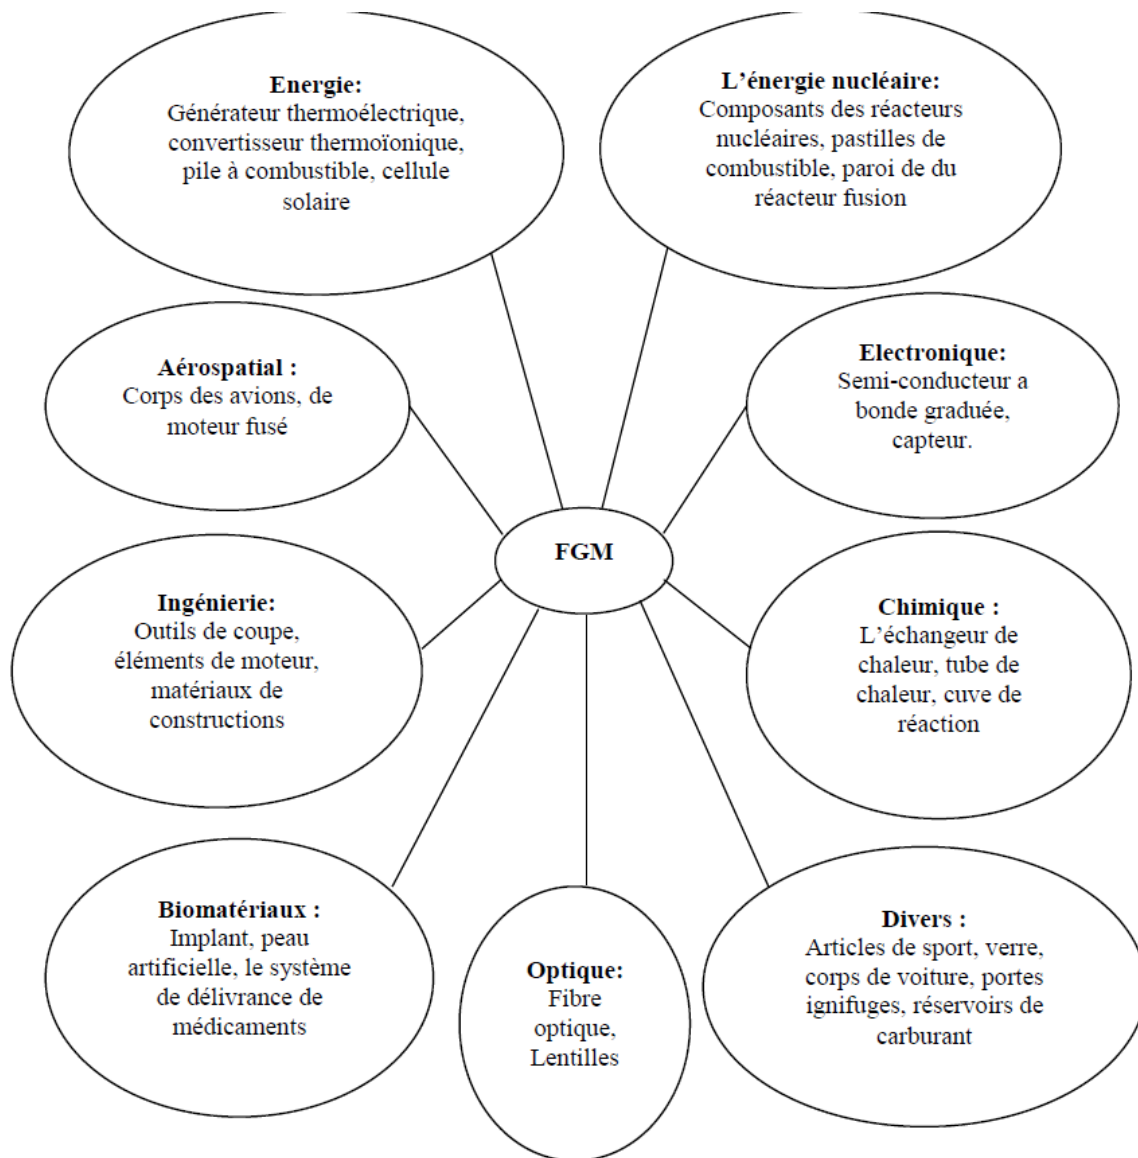 Energie:
Générateur thermoélectrique,
convertisseur thermoïonique,
pile à combustible, cellule
solaire
L'énergie nucléaire:
Composants des réacteurs
nucléaires, pastilles de
combustible, paroi de du
réacteur fusion
Aérospatial :
Corps des avions, de
moteur fusé
Electronique:
Semi-conducteur a
bonde graduée,
capteur.
FGM
Ingénierie:
Outils de coupe,
éléments de moteur,
matériaux de
constructions
Chimique :
L'échangeur de
chaleur, tube de
chaleur, cuve de
réaction
Biomatériaux :
Implant, peau
artificielle, le système
de délivrance de
médicaments
Optique:
Fibre
optique,
Lentilles
Divers :
Articles de sport, verre,
corps de voiture, portes
ignifuges, réservoirs de
carburant